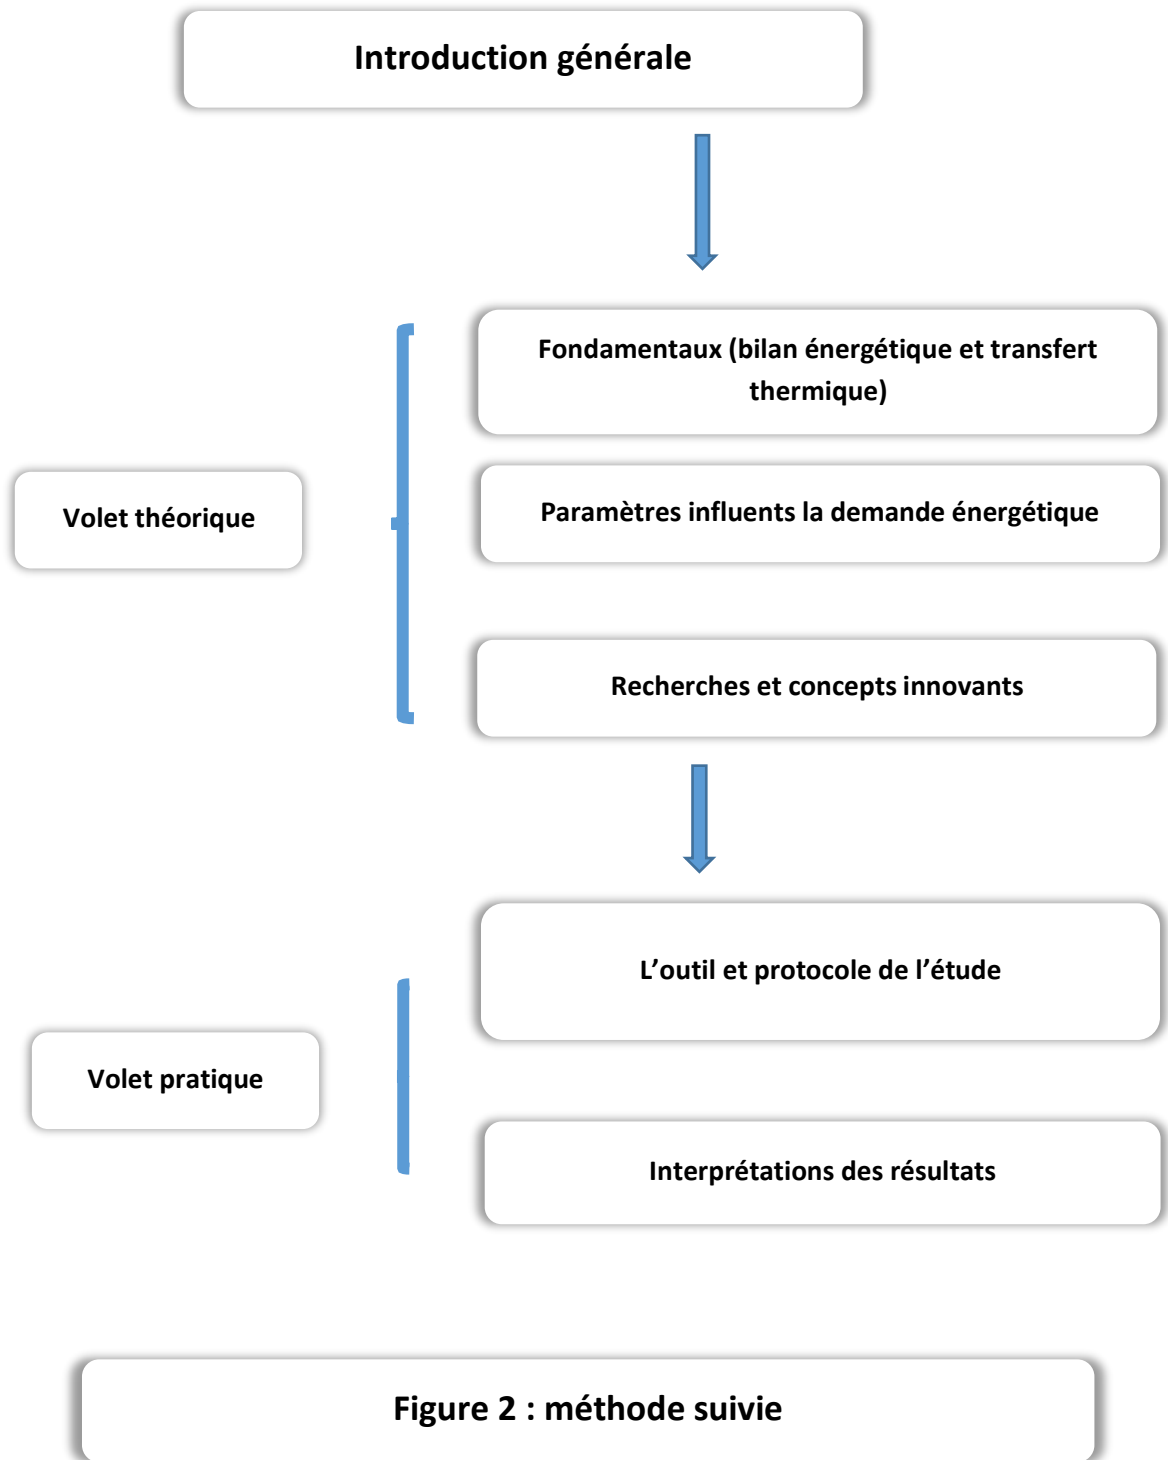 Introduction générale
Fondamentaux (bilan énergétique et transfert
thermique)
Volet théorique
Paramètres influents la demande énergétique
Recherches et concepts innovants
L’outil et protocole de l’étude
Volet pratique
Interprétations des résultats
Figure 2 : méthode suivie